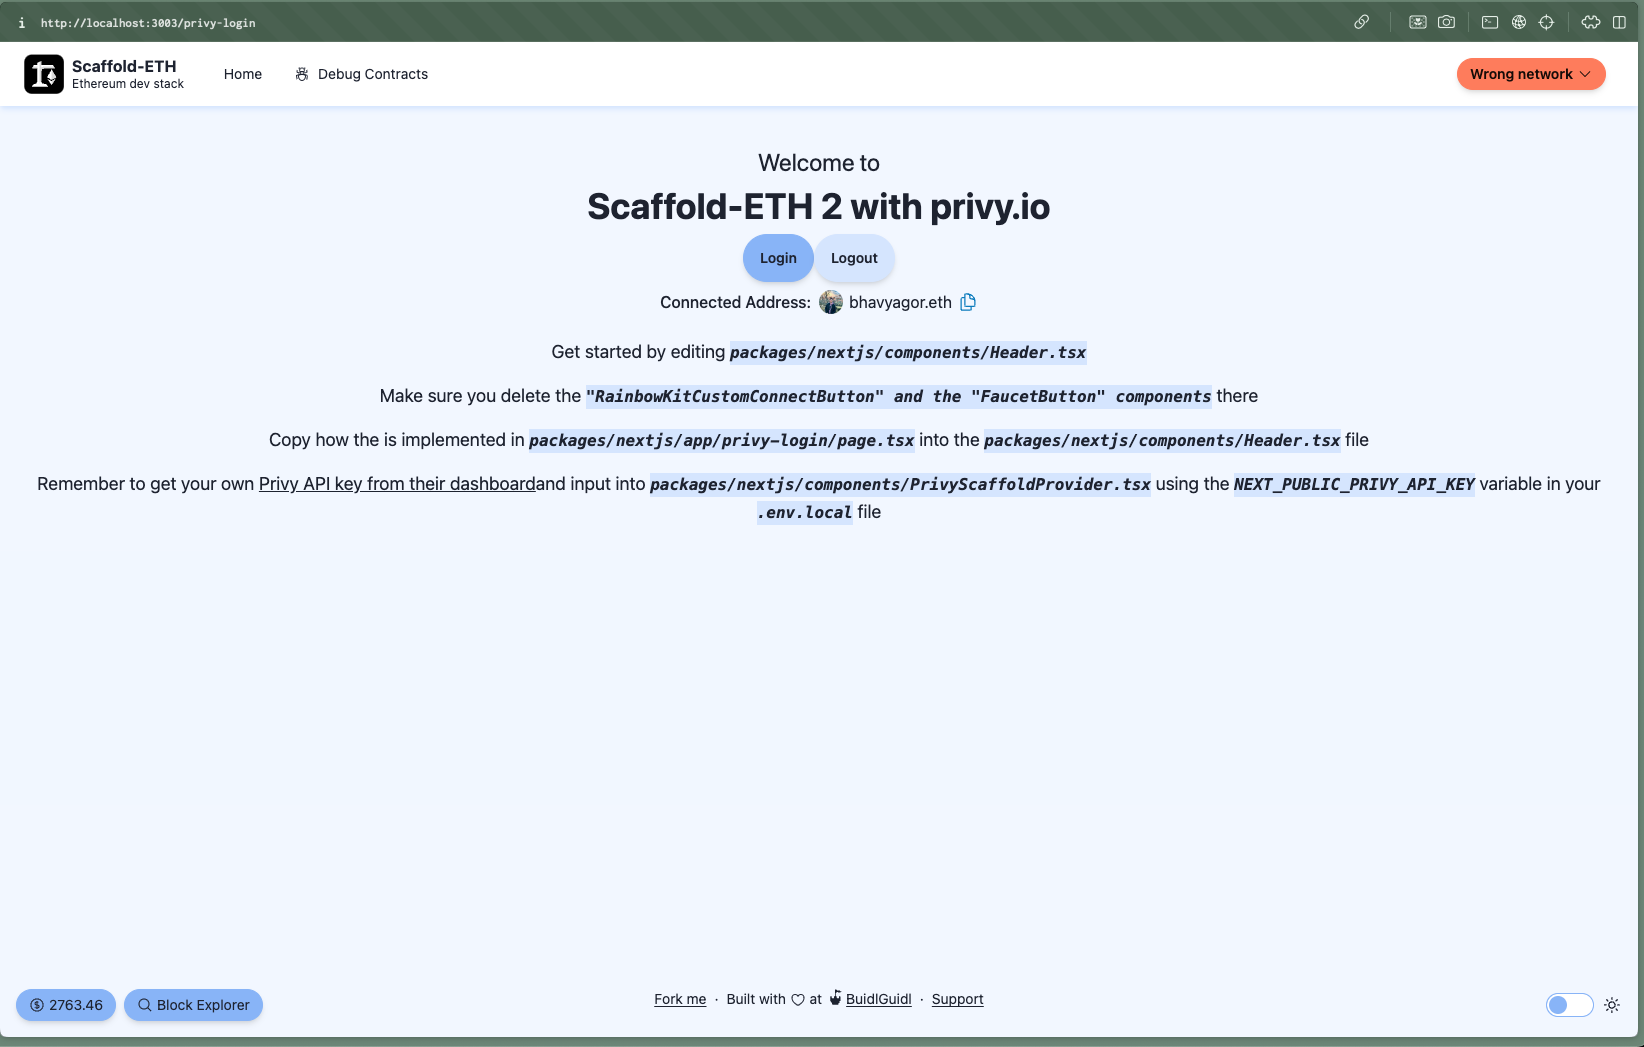 i http://localhost:3003/privy-login
Scaffold-ETH
Ethereum dev stack
Home
Debug Contracts
Wrong network
Welcome to
Scaffold-ETH 2 with privy.io
Login
Logout
Connected Address: bhavyagor.eth
Get started by editing packages/nextjs/components/Header.tsx
Make sure you delete the "RainbowKitCustomConnectButton" and the "FaucetButton" components there
Copy how the is implemented in packages/nextjs/app/privy-login/page.tsx into the packages/nextjs/components/Header.tsx file
Remember to get your own Privy API key from their dashboardand input into packages/nextjs/components/PrivyScaffoldProvider.tsx using the NEXT_PUBLIC_PRIVY_API_KEY variable in your
.env.local file
2763.46
Block Explorer
Fork me · Built with ♡ at BuidlGuidl · Support